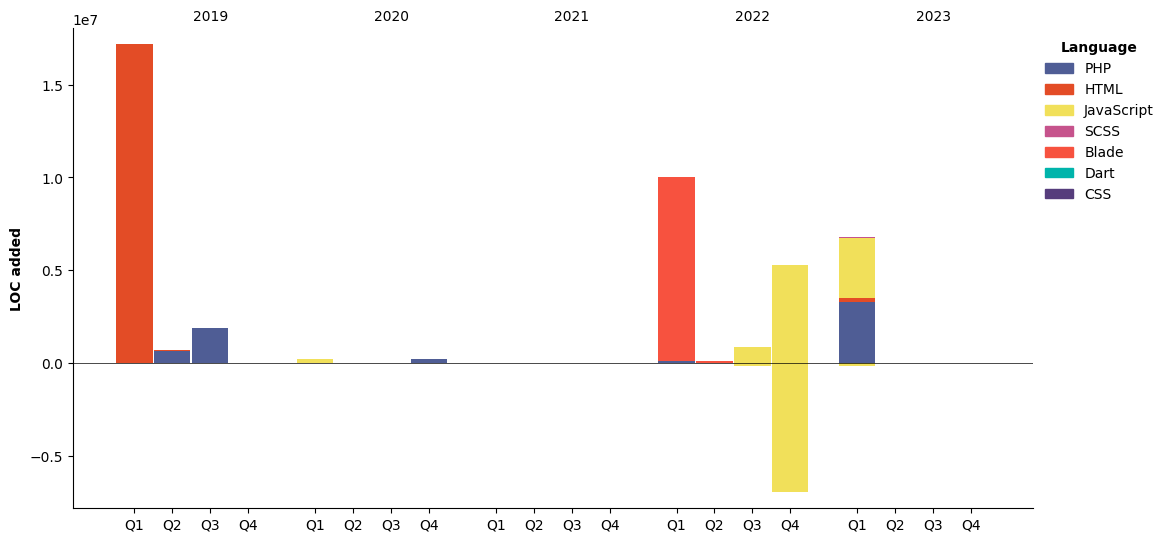 1e7
2019 2020 2021 2022 2023
Language
PHP
HTML
JavaScript
SCSS
Blade
Dart
CSS
LOC added
1.5
1.0
0.5
0.0
−0.5
Q1 Q2 Q3 Q4 Q1 Q2 Q3 Q4 Q1 Q2 Q3 Q4 Q1 Q2 Q3 Q4 Q1 Q2 Q3 Q4